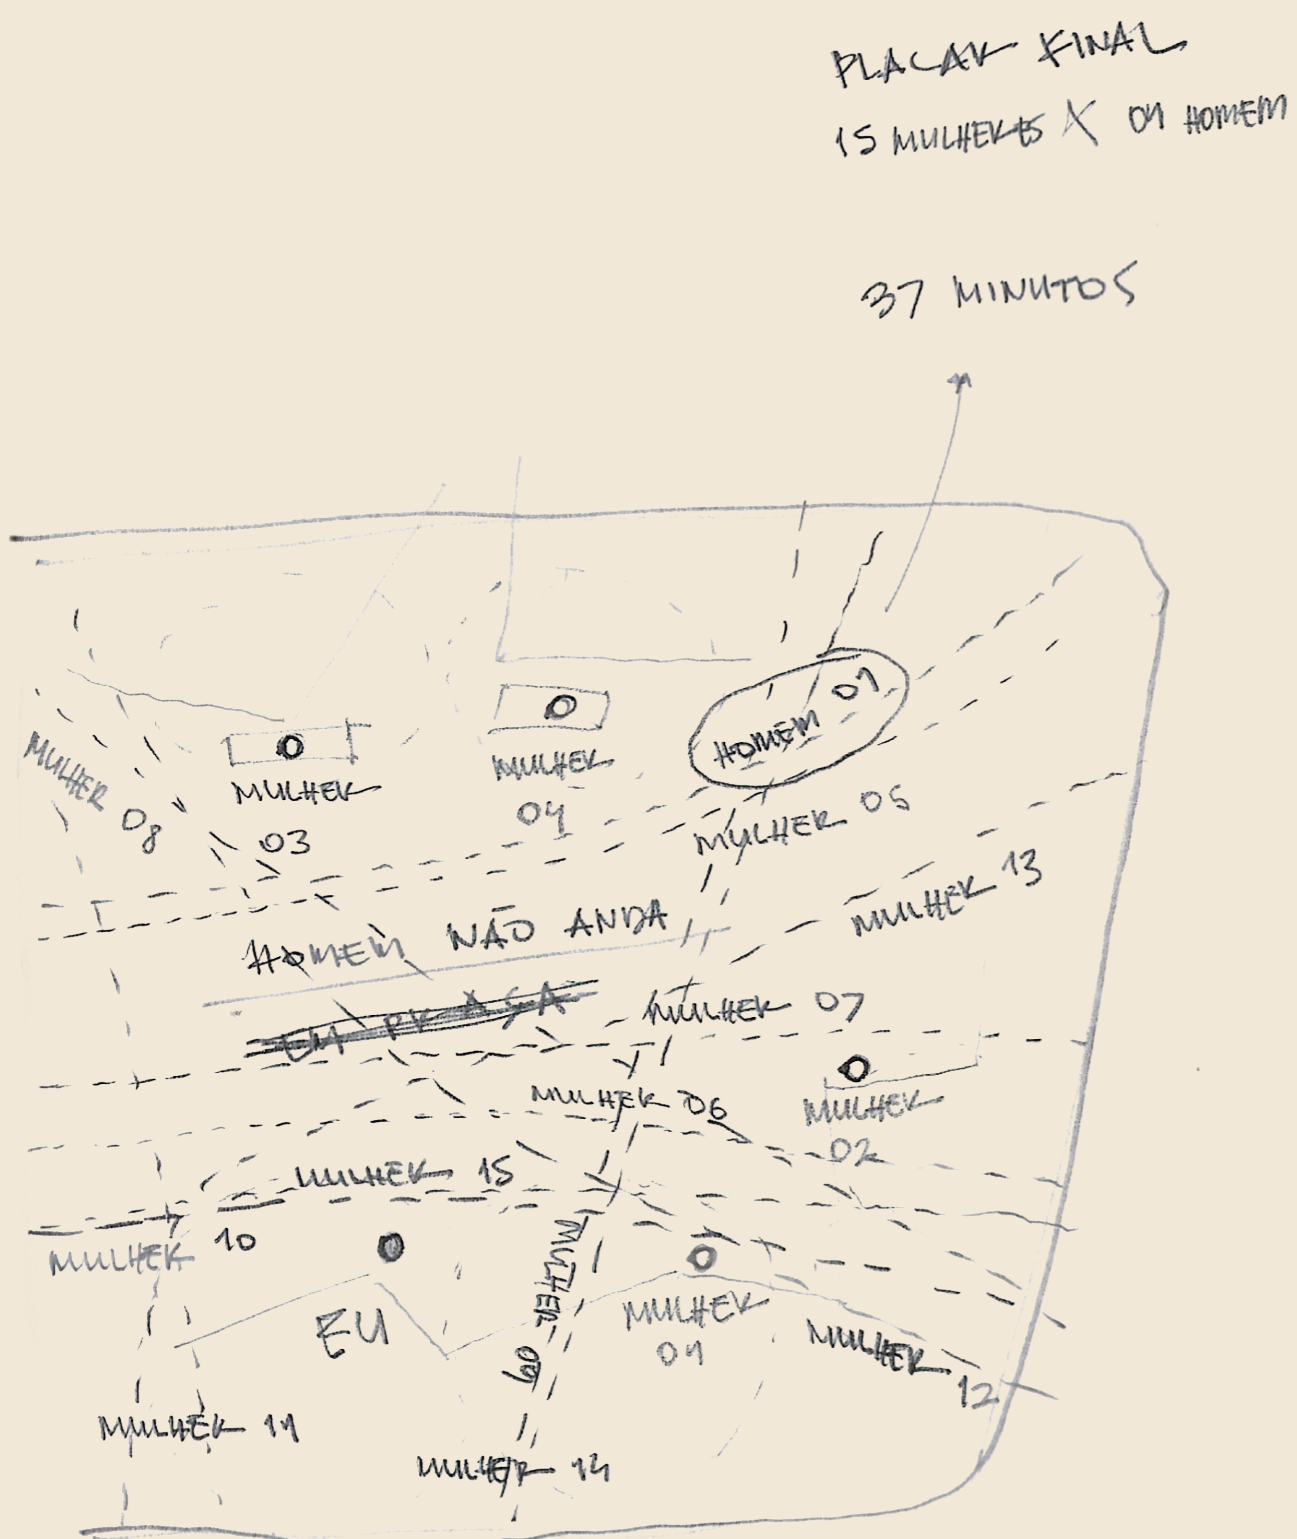 PLACAR FINAL
15 MULHERES X 01 HOMEM
37 MINUTOS
HOMEM 01
MULHER 08
MULHER
03
MULHER
04
MULHER 05
MULHER 13
HOMEM NÃO ANDA
EM PRAÇA
MULHER 07
MULHER 06
MULHER
02
MULHER 15
MULHER 10
EU
MULHER 09
MULHER
01
MULHER 12
MULHER 11
MULHER 14